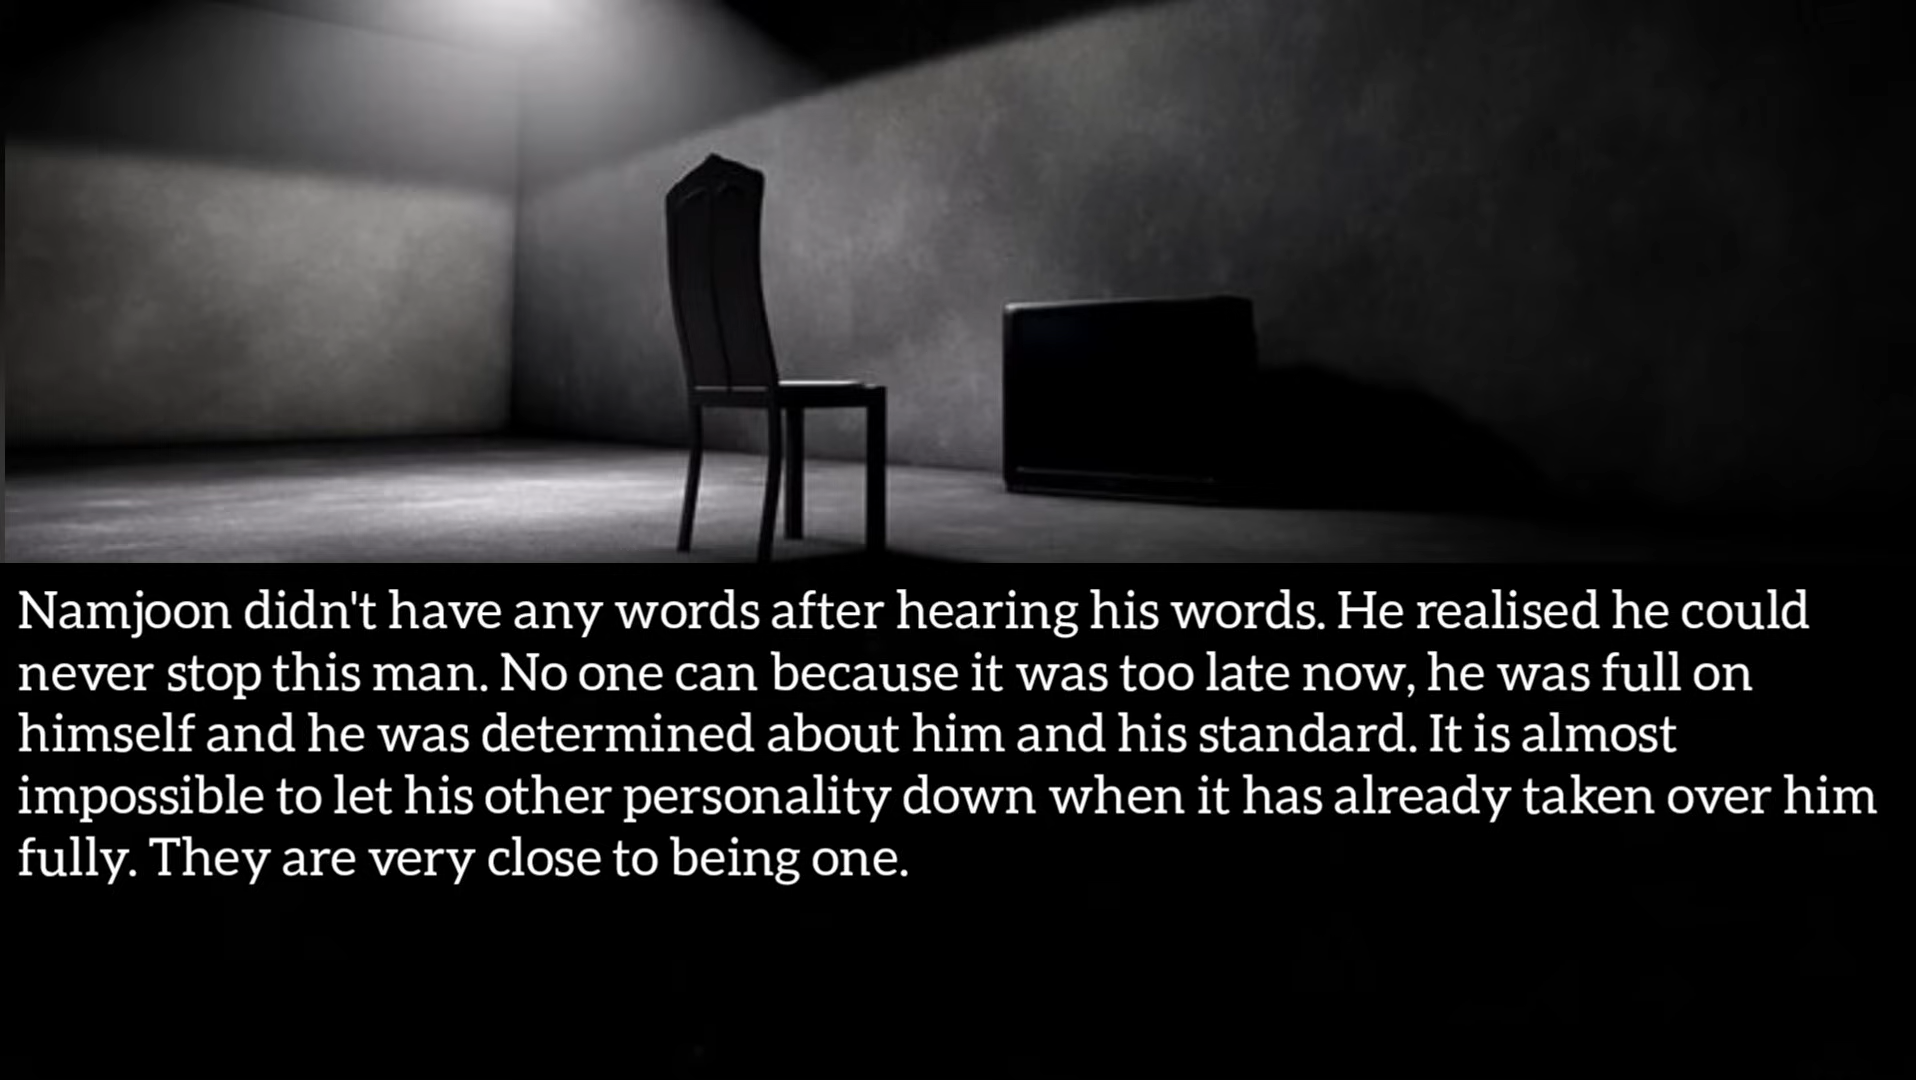 Namjoon didn't have any words after hearing his words. He realised he could
never stop this man. No one can because it was too late now, he was full on
himself and he was determined about him and his standard. It is almost
impossible to let his other personality down when it has already taken over him
fully. They are very close to being one.